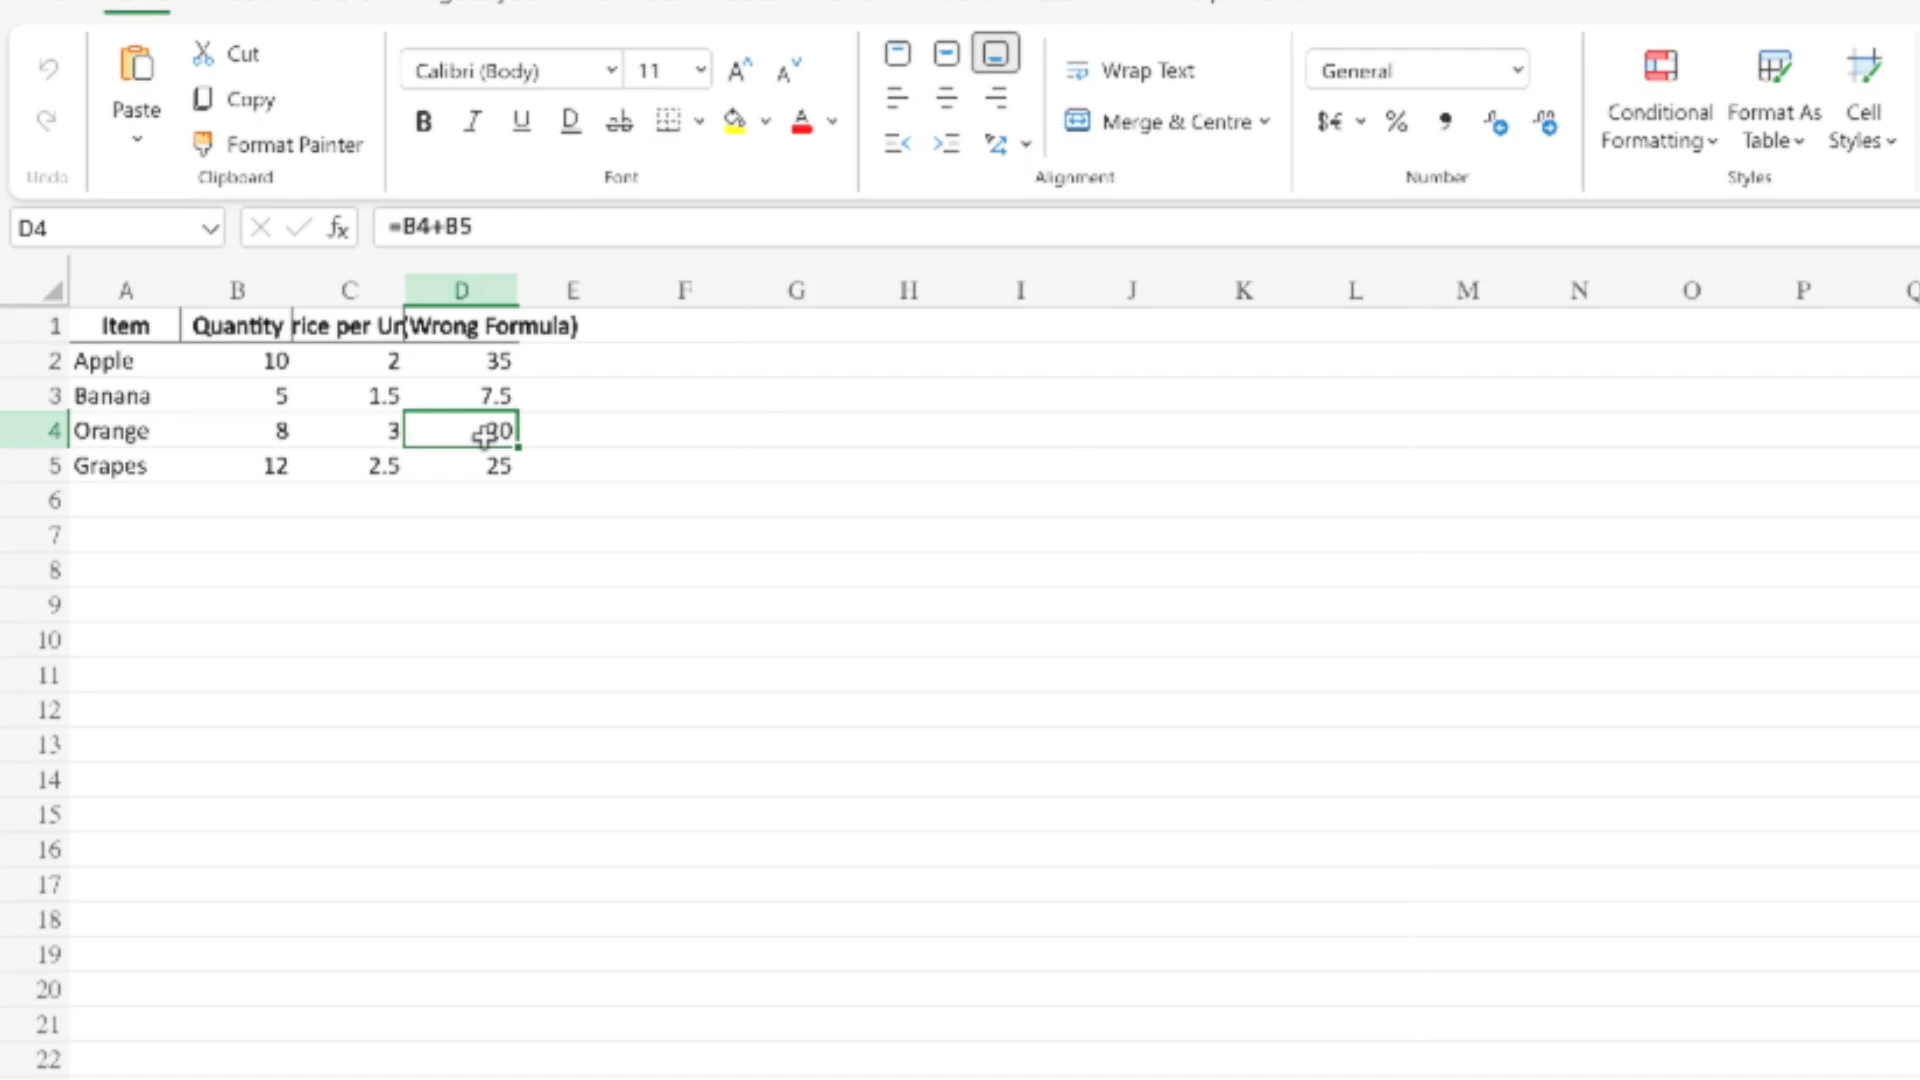 Cut
Copy
Paste
Format Painter
Undo
Clipboard
Calibri (Body)
11
B I U D ab
A
Font
Wrap Text
Merge & Centre
Alignment
General
$€ % ,
Number
Conditional Formatting
Format As Table
Cell Styles
Styles
D4
fx
=B4+B5
A B C D E F G H I J K L M N O P Q
1 Item Quantity rice per Ur (Wrong Formula)
2 Apple 10 2 35
3 Banana 5 1.5 7.5
4 Orange 8 3
5 Grapes 12 2.5 25
6
7
8
9
10
11
12
13
14
15
16
17
18
19
20
21
22